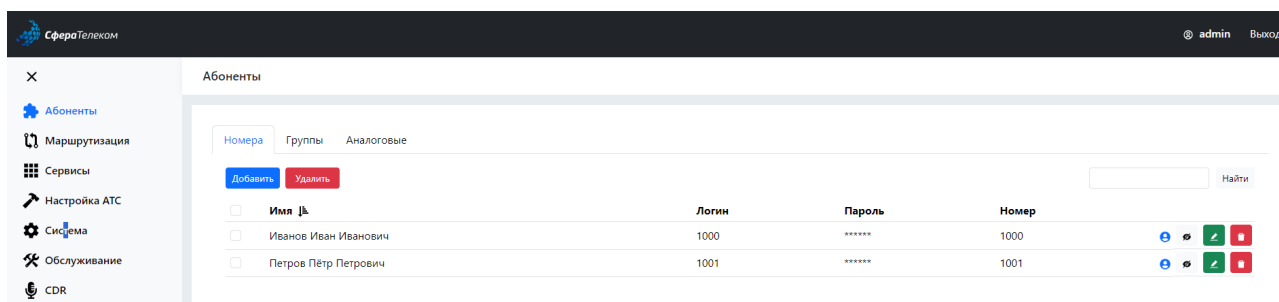 СфераТелеком
admin Выход
Абоненты
Абоненты
Маршрутизация
Сервисы
Настройка АТС
Система
Обслуживание
CDR
Номера Группы Аналоговые
Добавить Удалить
Найти
Имя Логин Пароль Номер
Иванов Иван Иванович 1000 ****** 1000
Петров Пётр Петрович 1001 ****** 1001